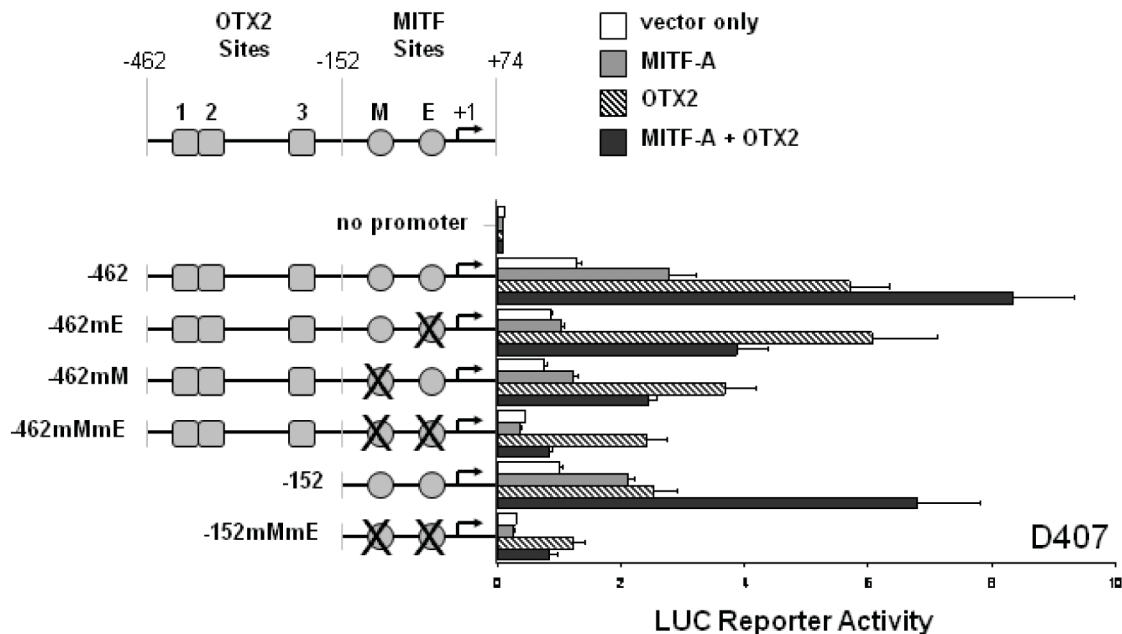 OTX2 Sites
MITF Sites
-462
-152
+74
1 2 3 M E +1
vector only
MITF-A
OTX2
MITF-A + OTX2
no promoter
-462
-462mE
-462mM
-462mMmE
-152
-152mMmE
D407
0 2 4 6 8 10
LUC Reporter Activity